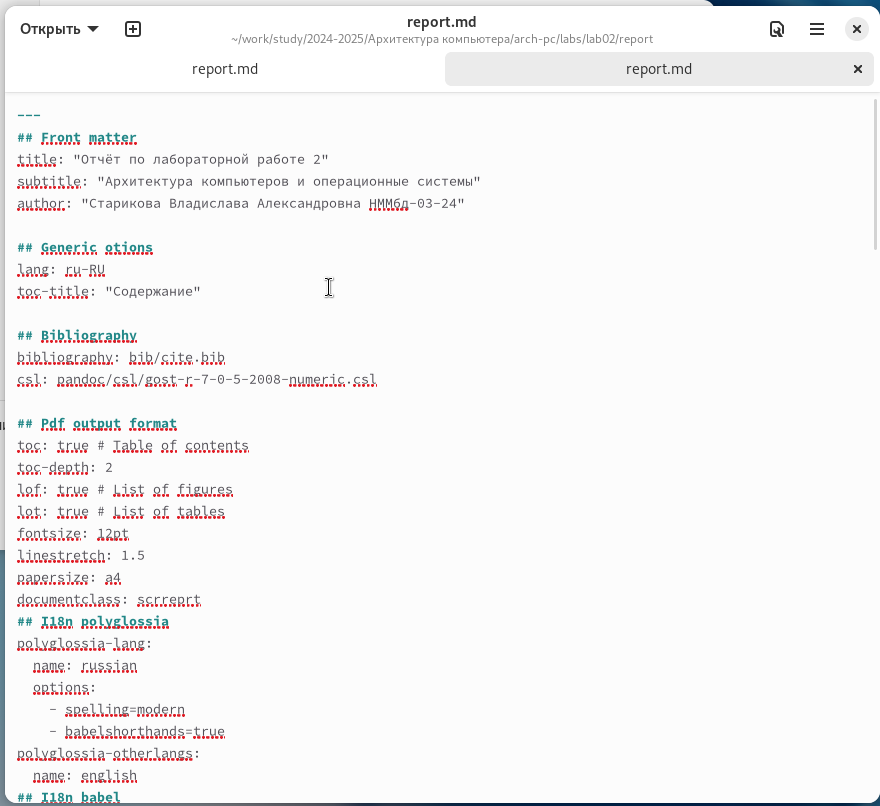 Открыть
report.md
~/work/study/2024-2025/Архитектура компьютера/arch-pc/labs/lab02/report
report.md
report.md
---
## Front matter
title: "Отчёт по лабораторной работе 2"
subtitle: "Архитектура компьютеров и операционные системы"
author: "Старикова Владислава Александровна НММбд-03-24"
## Generic otions
lang: ru-RU
toc-title: "Содержание"
## Bibliography
bibliography: bib/cite.bib
csl: pandoc/csl/gost-r-7-0-5-2008-numeric.csl
## Pdf output format
toc: true # Table of contents
toc-depth: 2
lof: true # List of figures
lot: true # List of tables
fontsize: 12pt
linestretch: 1.5
papersize: a4
documentclass: scrreprt
## I18n polyglossia
polyglossia-lang:
  name: russian
  options:
    - spelling=modern
    - babelshorthands=true
polyglossia-otherlangs:
  name: english
## I18n babel